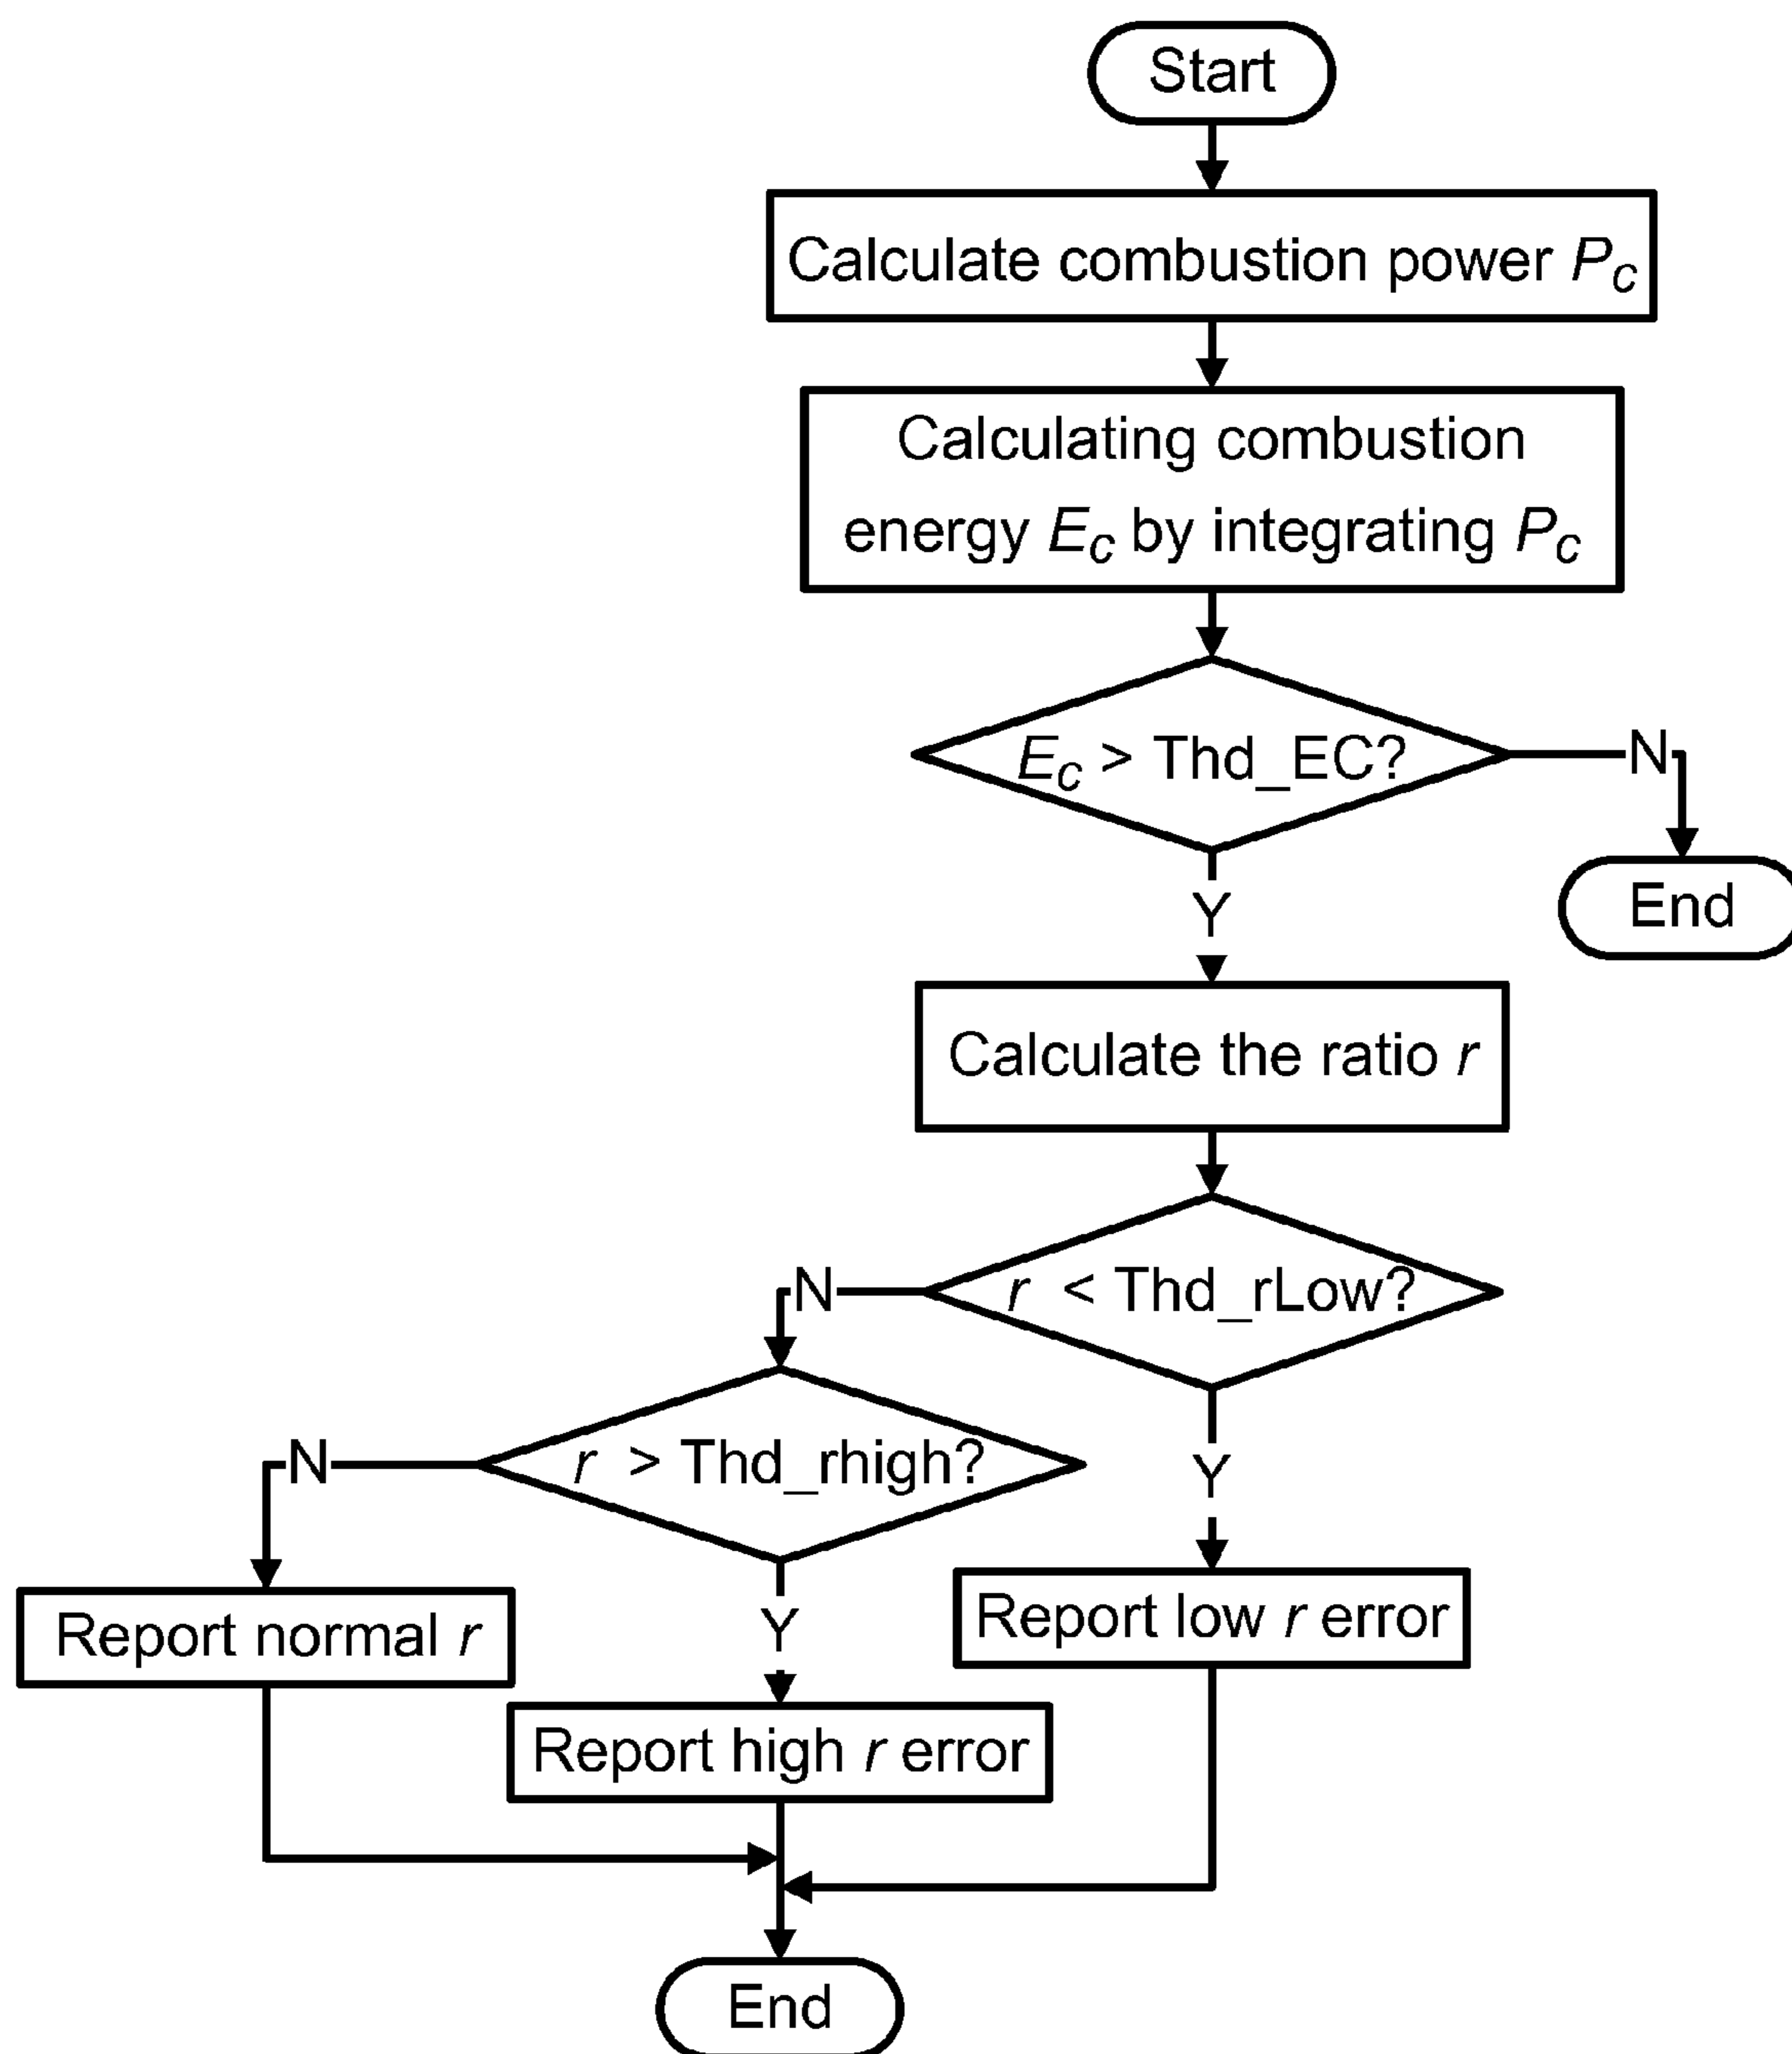 Start
Calculate combustion power Pc
Calculating combustion
energy Ec by integrating Pc
Ec > Thd_EC?
N
End
Y
Calculate the ratio r
r < Thd_rLow?
N
r > Thd_rhigh?
N
Y
Report low r error
Report normal r
Y
Report high r error
End